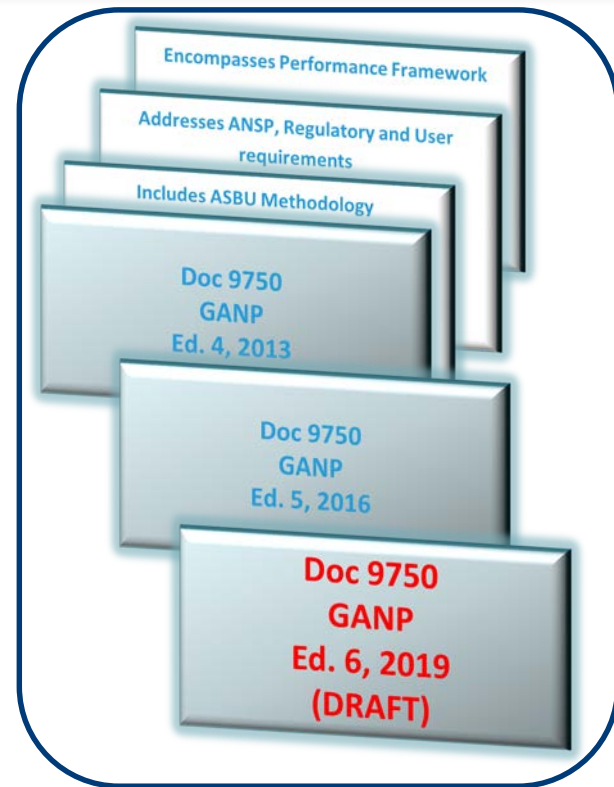 Encompasses Performance Framework
Addresses ANSP, Regulatory and User
requirements
Includes ASBU Methodology
Doc 9750
GANP
Ed. 4, 2013
Doc 9750
GANP
Ed. 5, 2016
Doc 9750
GANP
Ed. 6, 2019
(DRAFT)